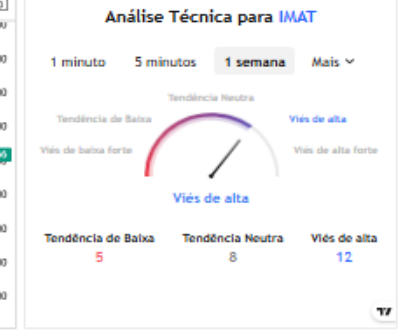 Análise Técnica para IMAT
1 minuto 5 minutos 1 semana Mais
Tendência Neutra
Tendência de Baixa Viés de alta
Viés de baixa forte Viés de alta forte
Viés de alta
Tendência de Baixa Tendência Neutra Viés de alta
5 8 12